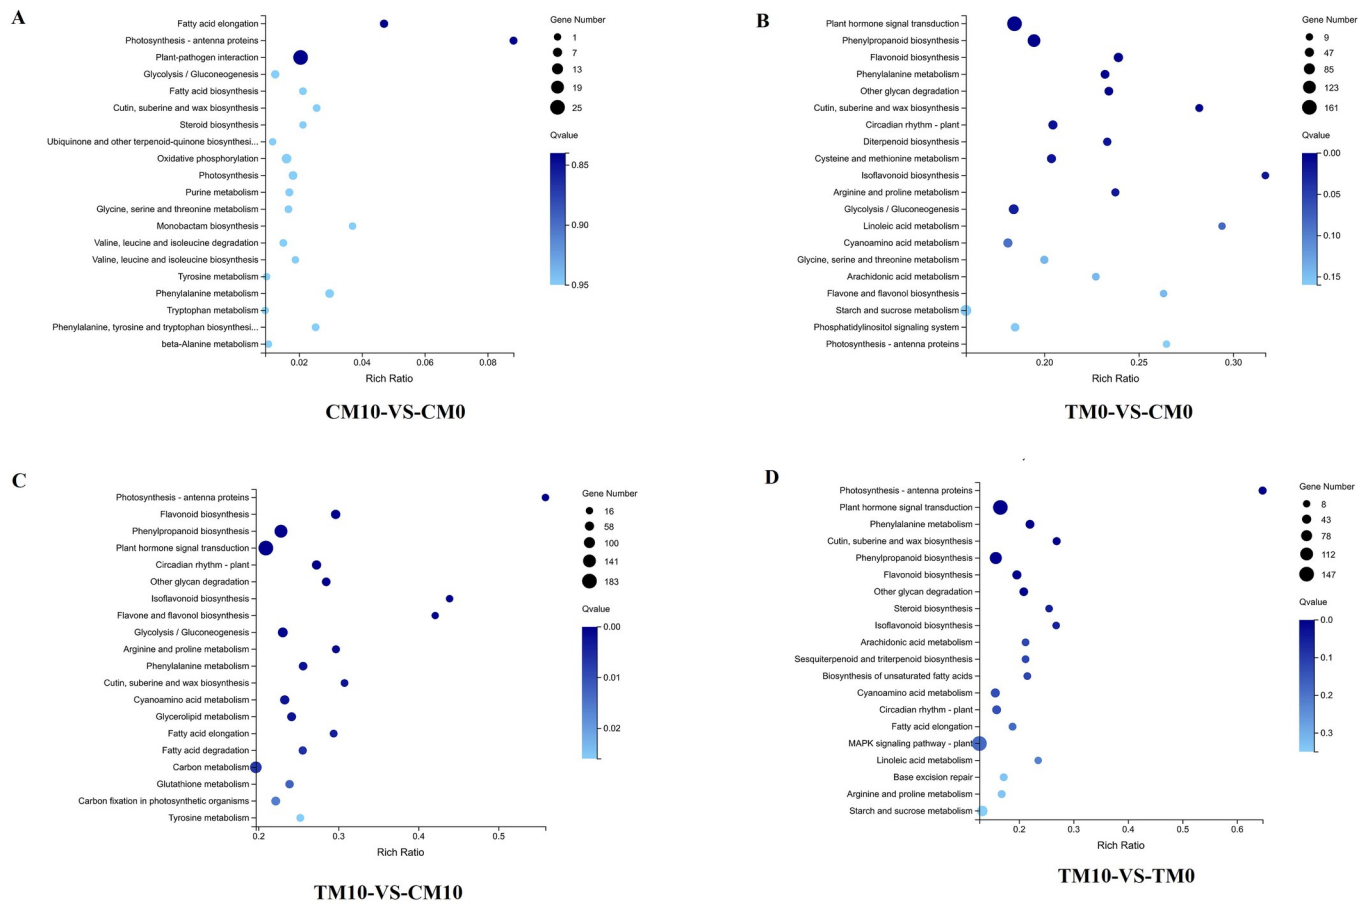 A
Fatty acid elongation
Photosynthesis - antenna proteins
Plant-pathogen interaction
Glycolysis / Gluconeogenesis
Fatty acid biosynthesis
Cutin, suberine and wax biosynthesis
Steroid biosynthesis
Ubiquinone and other terpenoid-quinone biosynthesi...
Oxidative phosphorylation
Photosynthesis
Purine metabolism
Glycine, serine and threonine metabolism
Monobactam biosynthesis
Valine, leucine and isoleucine degradation
Valine, leucine and isoleucine biosynthesis
Tyrosine metabolism
Phenylalanine metabolism
Tryptophan metabolism
Phenylalanine, tyrosine and tryptophan biosynthesi...
beta-Alanine metabolism
0.02 0.04 0.06 0.08
Rich Ratio
Gene Number
1
7
13
19
25
Qvalue
0.85
0.90
0.95
CM10-VS-CM0
B
Plant hormone signal transduction
Phenylpropanoid biosynthesis
Flavonoid biosynthesis
Phenylalanine metabolism
Other glycan degradation
Cutin, suberine and wax biosynthesis
Circadian rhythm - plant
Diterpenoid biosynthesis
Cysteine and methionine metabolism
Isoflavonoid biosynthesis
Arginine and proline metabolism
Glycolysis / Gluconeogenesis
Linoleic acid metabolism
Cyanoamino acid metabolism
Glycine, serine and threonine metabolism
Arachidonic acid metabolism
Flavone and flavonol biosynthesis
Starch and sucrose metabolism
Phosphatidylinositol signaling system
Photosynthesis - antenna proteins
0.20 0.25 0.30
Rich Ratio
Gene Number
9
47
85
123
161
Qvalue
0.00
0.05
0.10
0.15
TM0-VS-CM0
C
Photosynthesis - antenna proteins
Flavonoid biosynthesis
Phenylpropanoid biosynthesis
Plant hormone signal transduction
Circadian rhythm - plant
Other glycan degradation
Isoflavonoid biosynthesis
Flavone and flavonol biosynthesis
Glycolysis / Gluconeogenesis
Arginine and proline metabolism
Phenylalanine metabolism
Cutin, suberine and wax biosynthesis
Cyanoamino acid metabolism
Glycerolipid metabolism
Fatty acid elongation
Fatty acid degradation
Carbon metabolism
Glutathione metabolism
Carbon fixation in photosynthetic organisms
Tyrosine metabolism
0.2 0.3 0.4 0.5
Rich Ratio
Gene Number
16
58
100
141
183
Qvalue
0.00
0.01
0.02
TM10-VS-CM10
D
Photosynthesis - antenna proteins
Plant hormone signal transduction
Phenylalanine metabolism
Cutin, suberine and wax biosynthesis
Phenylpropanoid biosynthesis
Flavonoid biosynthesis
Other glycan degradation
Steroid biosynthesis
Isoflavonoid biosynthesis
Arachidonic acid metabolism
Sesquiterpenoid and triterpenoid biosynthesis
Biosynthesis of unsaturated fatty acids
Cyanoamino acid metabolism
Circadian rhythm - plant
Fatty acid elongation
MAPK signaling pathway - plant
Linoleic acid metabolism
Base excision repair
Arginine and proline metabolism
Starch and sucrose metabolism
0.2 0.3 0.4 0.5 0.6
Rich Ratio
Gene Number
8
43
78
112
147
Qvalue
0.0
0.1
0.2
0.3
TM10-VS-TM0